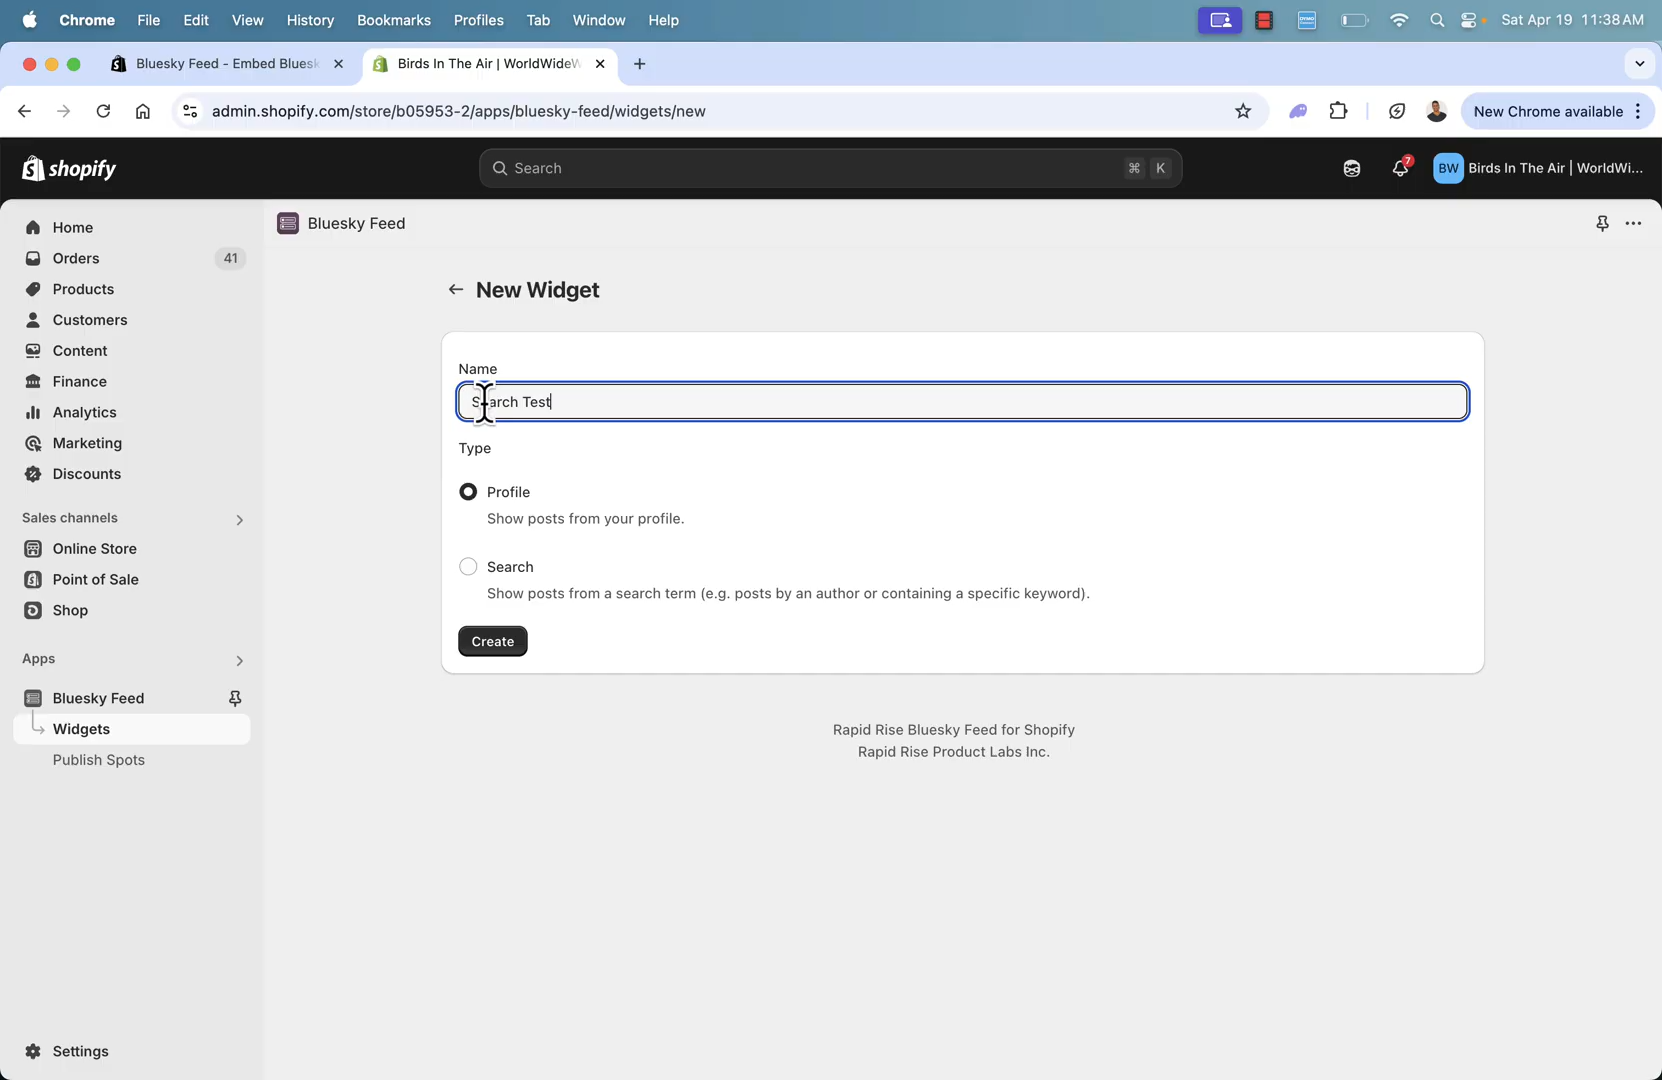 Chrome File Edit View History Bookmarks Profiles Tab Window Help
Sat Apr 19 11:38 AM
Bluesky Feed - Embed Bluesk
Birds In The Air | WorldWideW
admin.shopify.com/store/b05953-2/apps/bluesky-feed/widgets/new
New Chrome available
shopify
Search
⌘ K
7
BW
Birds In The Air | WorldWi...
Home
Orders 41
Products
Customers
Content
Finance
Analytics
Marketing
Discounts
Sales channels
Online Store
Point of Sale
Shop
Apps
Bluesky Feed
Widgets
Publish Spots
Settings
Bluesky Feed
New Widget
Name
Search Test
Type
Profile
Show posts from your profile.
Search
Show posts from a search term (e.g. posts by an author or containing a specific keyword).
Create
Rapid Rise Bluesky Feed for Shopify
Rapid Rise Product Labs Inc.